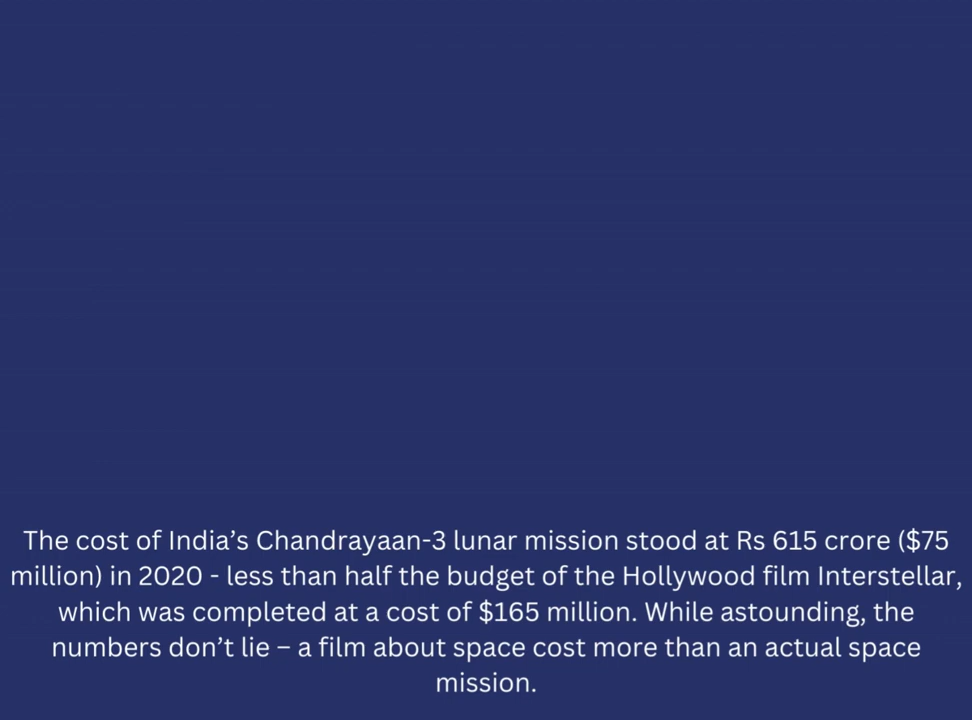 The cost of India’s Chandrayaan-3 lunar mission stood at Rs 615 crore ($75
million) in 2020 - less than half the budget of the Hollywood film Interstellar,
which was completed at a cost of $165 million. While astounding, the
numbers don’t lie – a film about space cost more than an actual space
mission.